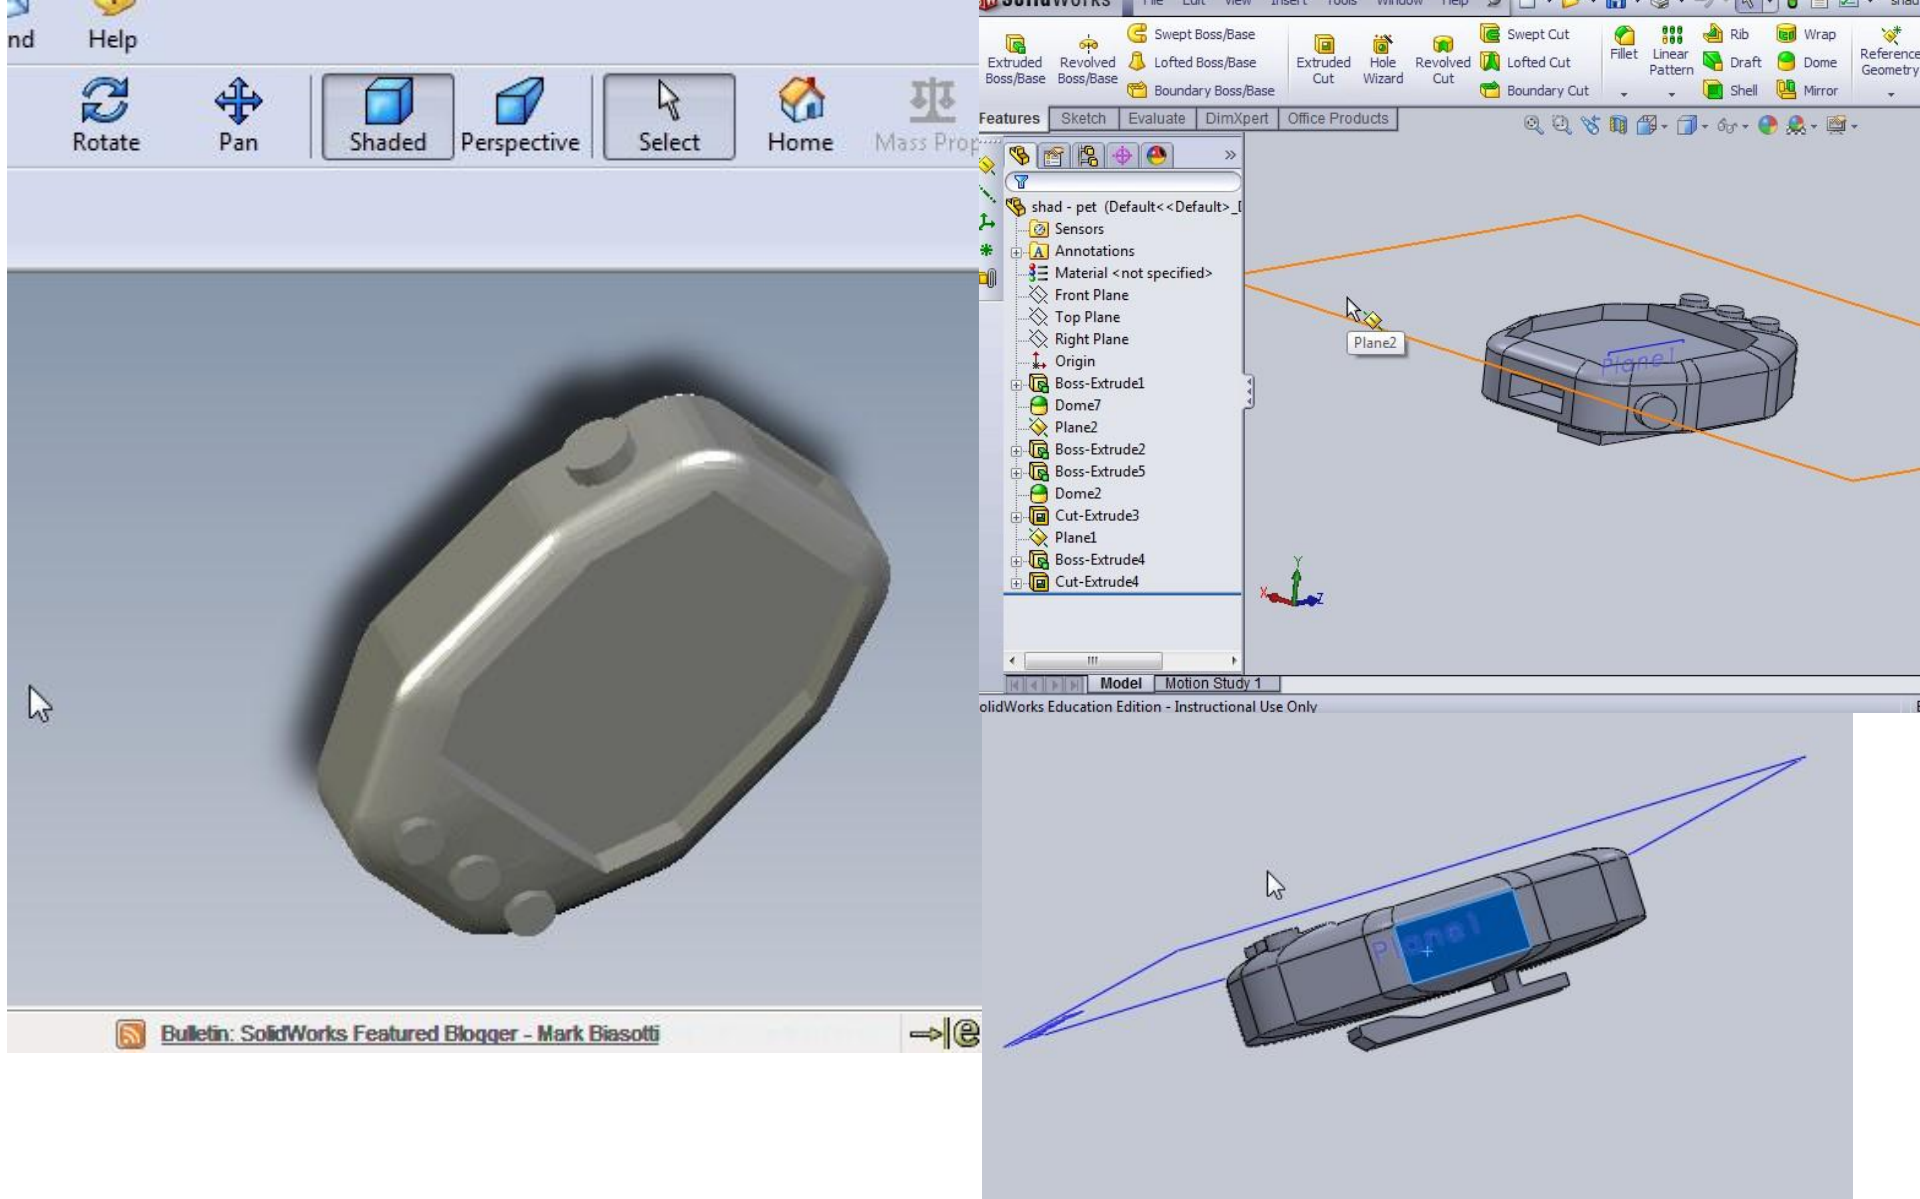 nd Help
Rotate Pan Shaded Perspective Select Home Mass Prop
Bulletin: SolidWorks Featured Blogger - Mark Biasotti
SolidWorks File Edit View Insert Tools Window Help shad
Extruded Boss/Base
Revolved Boss/Base
Swept Boss/Base
Lofted Boss/Base
Boundary Boss/Base
Extruded Cut
Hole Wizard
Revolved Cut
Swept Cut
Lofted Cut
Boundary Cut
Fillet
Linear Pattern
Rib
Draft
Shell
Wrap
Dome
Mirror
Reference Geometry
Features Sketch Evaluate DimXpert Office Products
shad - pet (Default<<Default>_D
Sensors
Annotations
Material <not specified>
Front Plane
Top Plane
Right Plane
Origin
Boss-Extrude1
Dome7
Plane2
Boss-Extrude2
Boss-Extrude5
Dome2
Cut-Extrude3
Plane1
Boss-Extrude4
Cut-Extrude4
Plane2
Plane1
Y
X
Z
Model Motion Study 1
olidWorks Education Edition - Instructional Use Only
Plane1